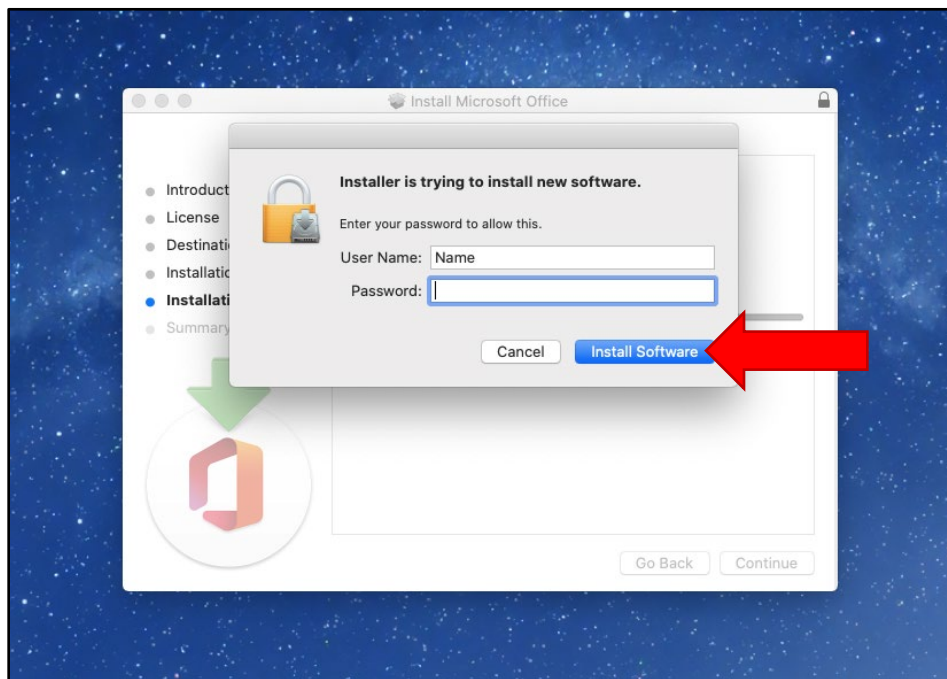 Install Microsoft Office
Installer is trying to install new software.
Enter your password to allow this.
User Name: Name
Password:
Cancel Install Software
Introduct
License
Destinati
Installatio
Installati
Summary
Go Back Continue